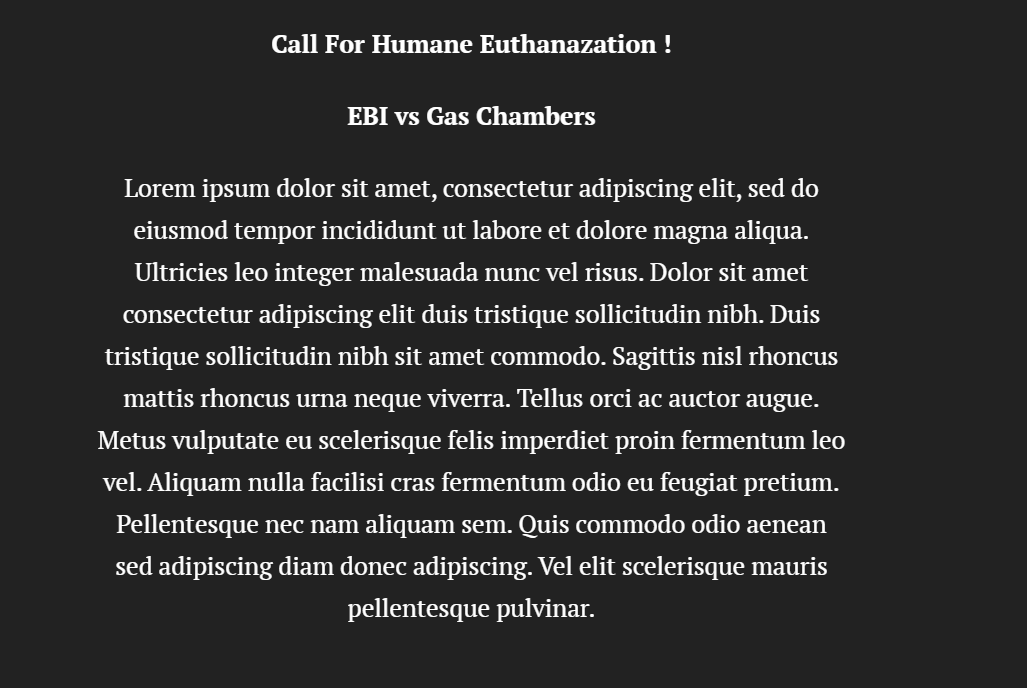 Call For Humane Euthanazation !
EBI vs Gas Chambers
Lorem ipsum dolor sit amet, consectetur adipiscing elit, sed do
eiusmod tempor incididunt ut labore et dolore magna aliqua.
Ultricies leo integer malesuada nunc vel risus. Dolor sit amet
consectetur adipiscing elit duis tristique sollicitudin nibh. Duis
tristique sollicitudin nibh sit amet commodo. Sagittis nisl rhoncus
mattis rhoncus urna neque viverra. Tellus orci ac auctor augue.
Metus vulputate eu scelerisque felis imperdiet proin fermentum leo
vel. Aliquam nulla facilisi cras fermentum odio eu feugiat pretium.
Pellentesque nec nam aliquam sem. Quis commodo odio aenean
sed adipiscing diam donec adipiscing. Vel elit scelerisque mauris
pellentesque pulvinar.